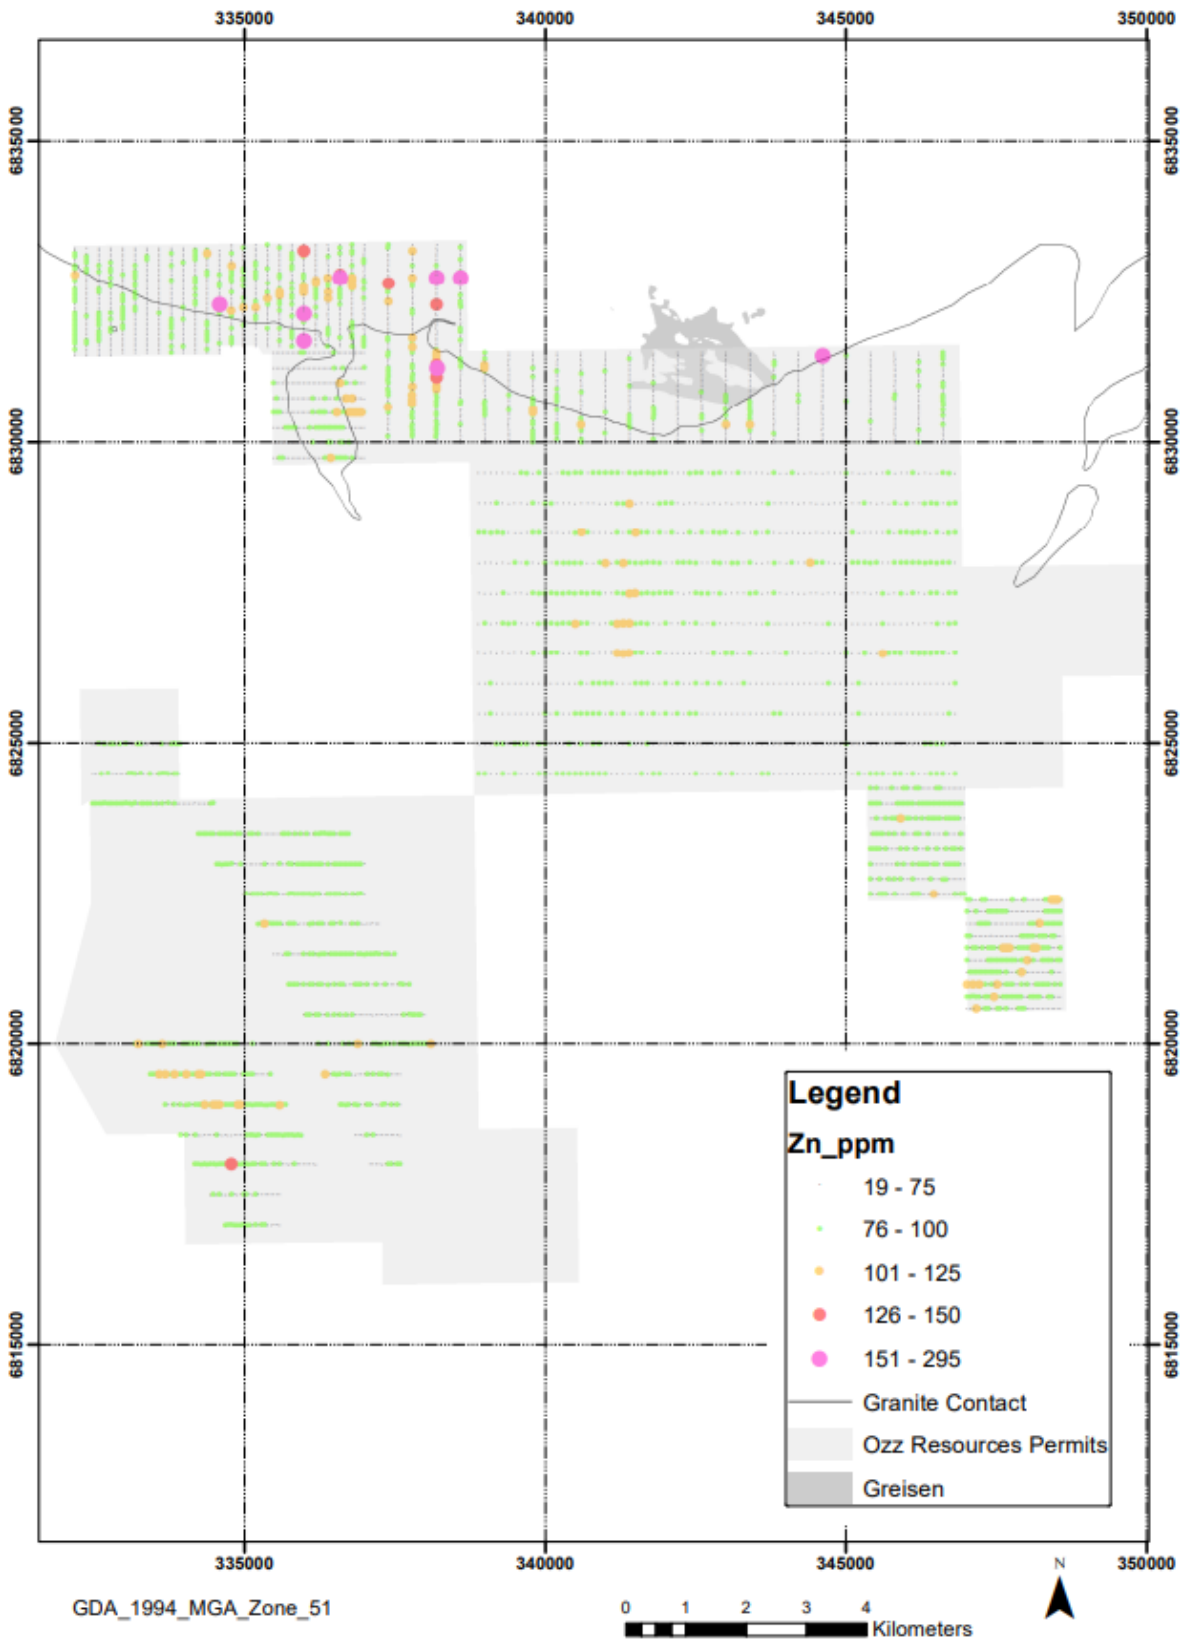 335000 340000 345000 350000
6835000 6835000
6830000 6830000
6825000 6825000
6820000 6820000
6815000 6815000
Legend
Zn_ppm
19 - 75
76 - 100
101 - 125
126 - 150
151 - 295
Granite Contact
Ozz Resources Permits
Greisen
335000 340000 345000 350000
N
GDA_1994_MGA_Zone_51
0 1 2 3 4
Kilometers